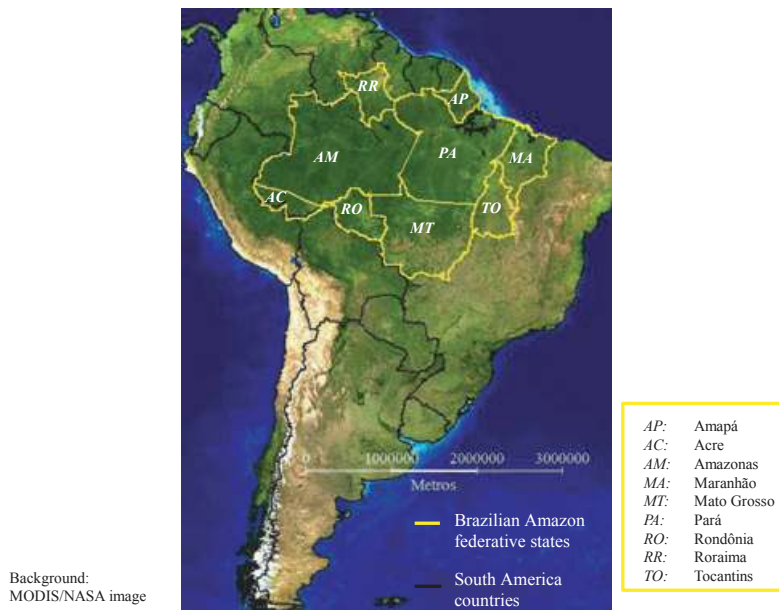 RR
AP
AM
PA
MA
AC
RO
TO
MT
0 1000000 2000000 3000000
Metros
Brazilian Amazon
federative states
South America
countries
AP: Amapá
AC: Acre
AM: Amazonas
MA: Maranhão
MT: Mato Grosso
PA: Pará
RO: Rondônia
RR: Roraima
TO: Tocantins
Background:
MODIS/NASA image